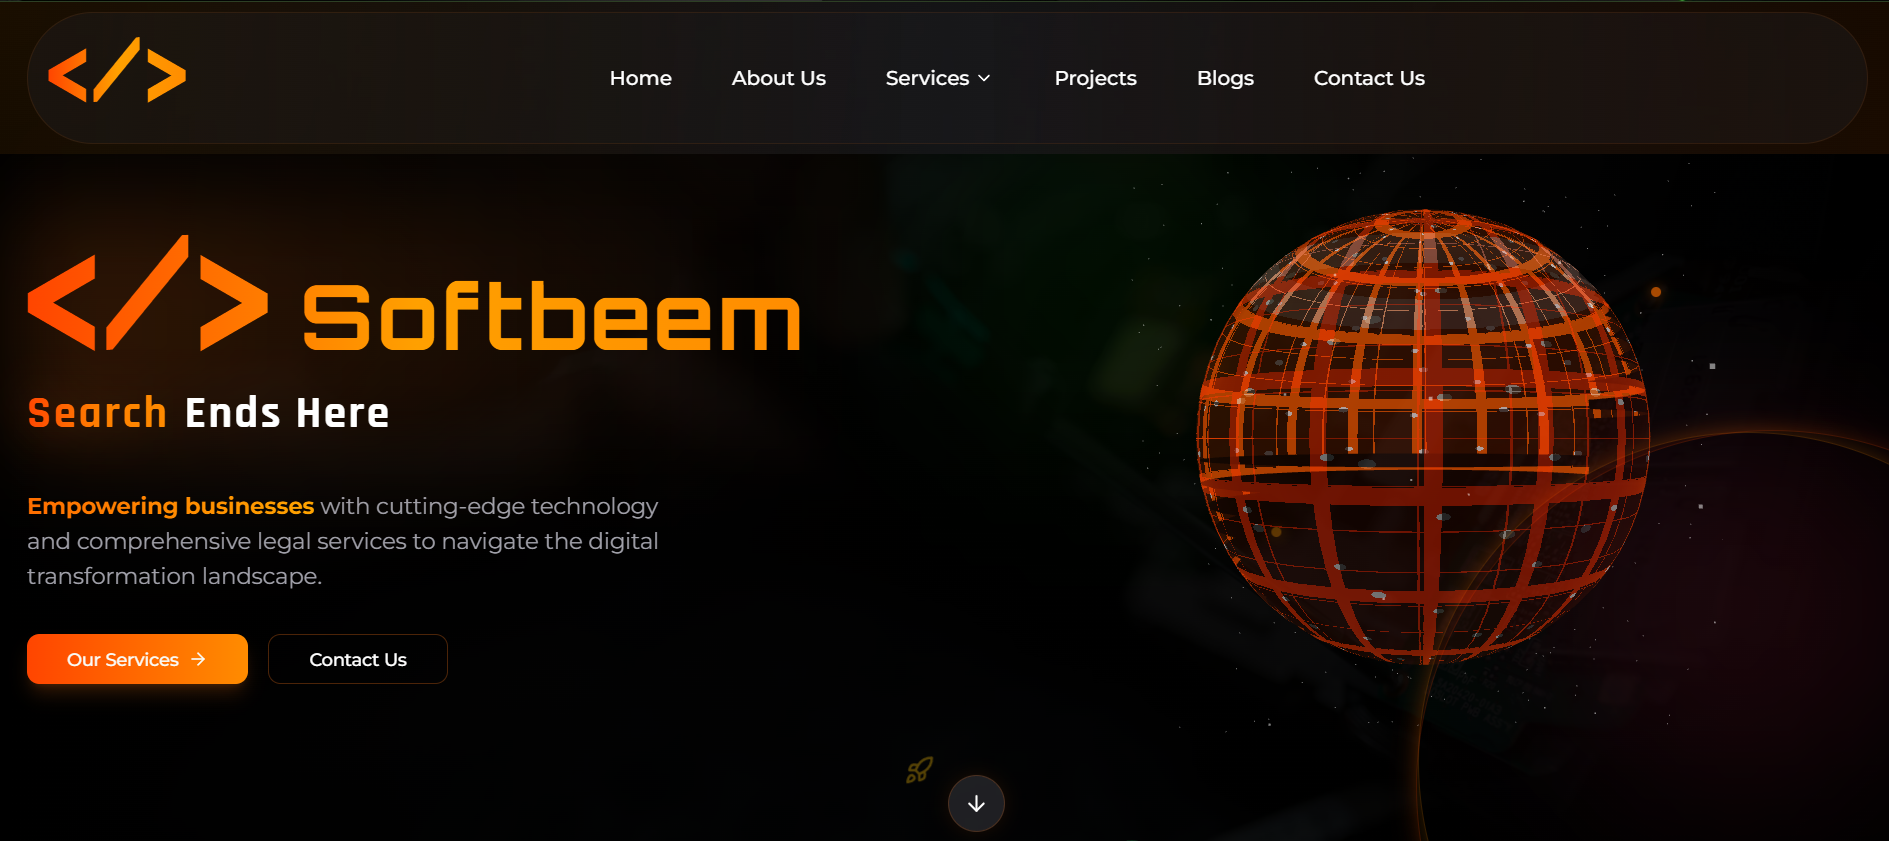 </>
Home About Us Services Projects Blogs Contact Us
</> Softbeem
Search Ends Here
Empowering businesses with cutting-edge technology
and comprehensive legal services to navigate the digital
transformation landscape.
Our Services → Contact Us